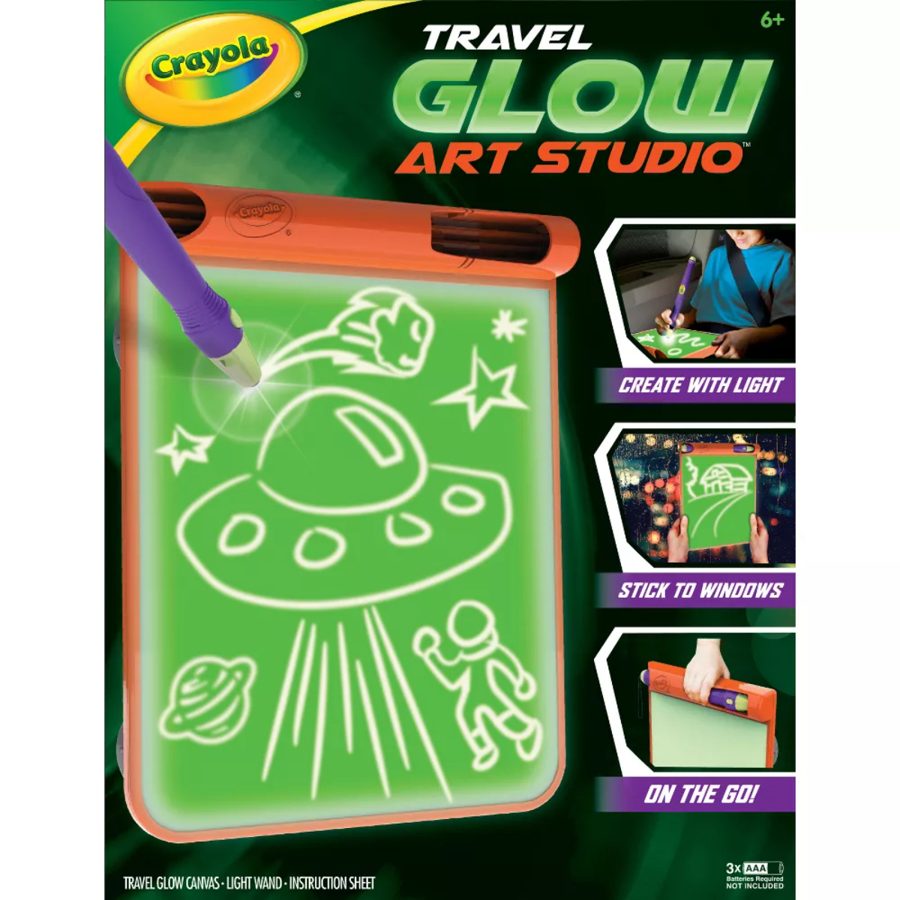 Crayola
®
6+
TRAVEL
GLOW
ART STUDIO™
Crayola
®
CREATE WITH LIGHT
STICK TO WINDOWS
ON THE GO!
TRAVEL GLOW CANVAS • LIGHT WAND • INSTRUCTION SHEET
3x AAA
Batteries Required
NOT INCLUDED